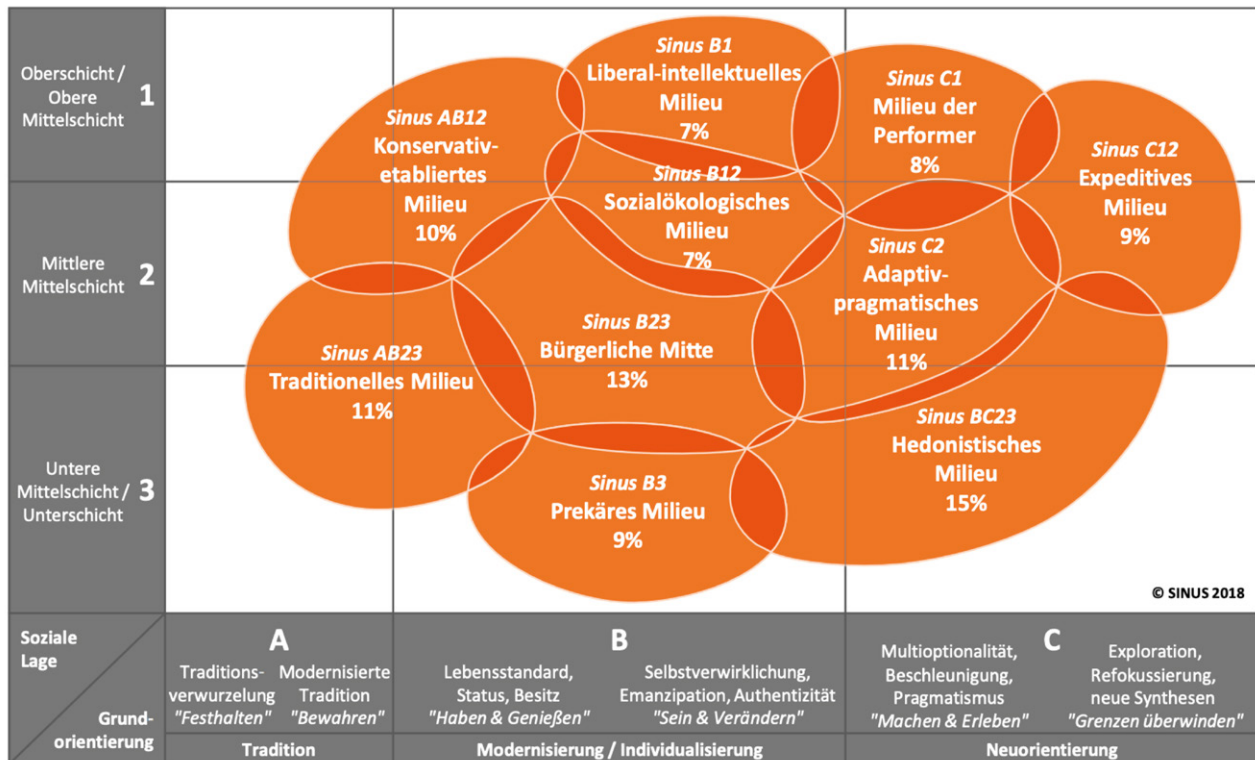 Oberschicht /
Obere
Mittelschicht
1
Mittlere
Mittelschicht
2
Untere
Mittelschicht /
Unterschicht
3
Sinus B1
Liberal-intellektuelles
Milieu
7%
Sinus C1
Milieu der
Performer
8%
Sinus AB12
Konservativ-
etabliertes
Milieu
10%
Sinus B12
Sozialökologisches
Milieu
7%
Sinus C12
Expeditives
Milieu
9%
Sinus C2
Adaptiv-
pragmatisches
Milieu
11%
Sinus AB23
Traditionelles Milieu
11%
Sinus B23
Bürgerliche Mitte
13%
Sinus BC23
Hedonistisches
Milieu
15%
Sinus B3
Prekäres Milieu
9%
© SINUS 2018
Soziale
Lage
Grund-
orientierung
A
Traditions-
verwurzelung
"Festhalten"
Modernisierte
Tradition
"Bewahren"
Tradition
B
Lebensstandard,
Status, Besitz
"Haben & Genießen"
Selbstverwirklichung,
Emanzipation, Authentizität
"Sein & Verändern"
Modernisierung / Individualisierung
C
Multioptionalität,
Beschleunigung,
Pragmatismus
"Machen & Erleben"
Exploration,
Refokussierung,
neue Synthesen
"Grenzen überwinden"
Neuorientierung